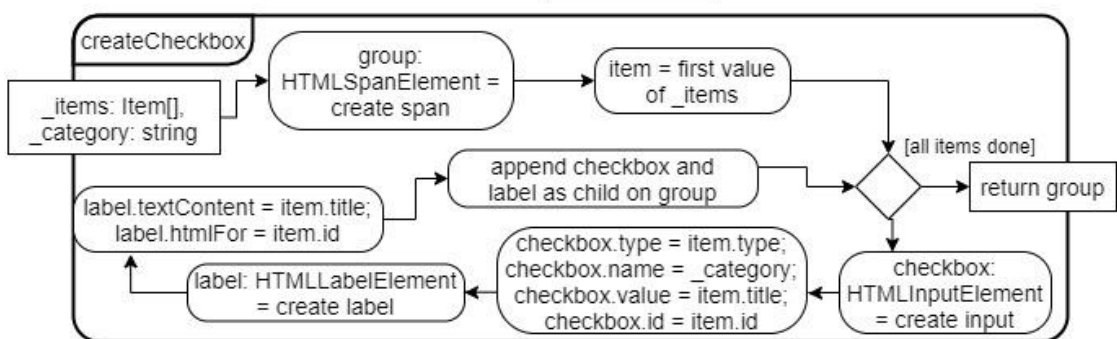 createCheckbox
_items: Item[],
_category: string
group:
HTMLSpanElement =
create span
item = first value
of _items
[all items done]
return group
checkbox:
HTMLInputElement
= create input
checkbox.type = item.type;
checkbox.name = _category;
checkbox.value = item.title;
checkbox.id = item.id
label: HTMLLabelElement
= create label
label.textContent = item.title;
label.htmlFor = item.id
append checkbox and
label as child on group